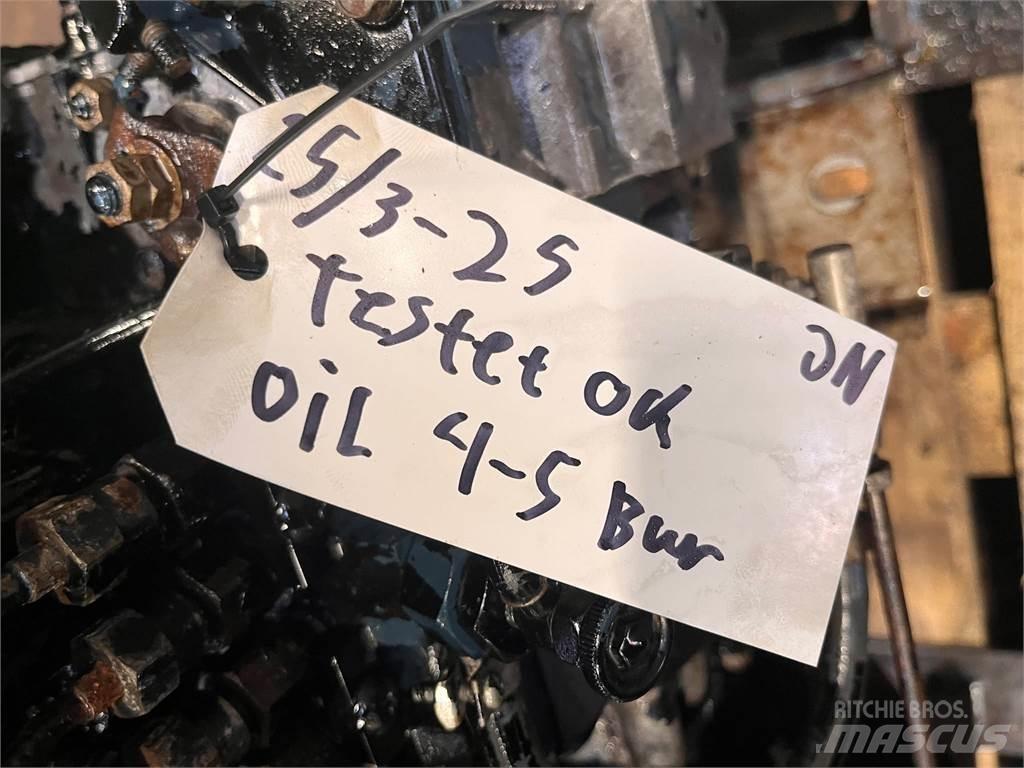 25/3-25
testet OK
OiL 4-5 Bar
JN
RITCHIE BROS.
MASCUS